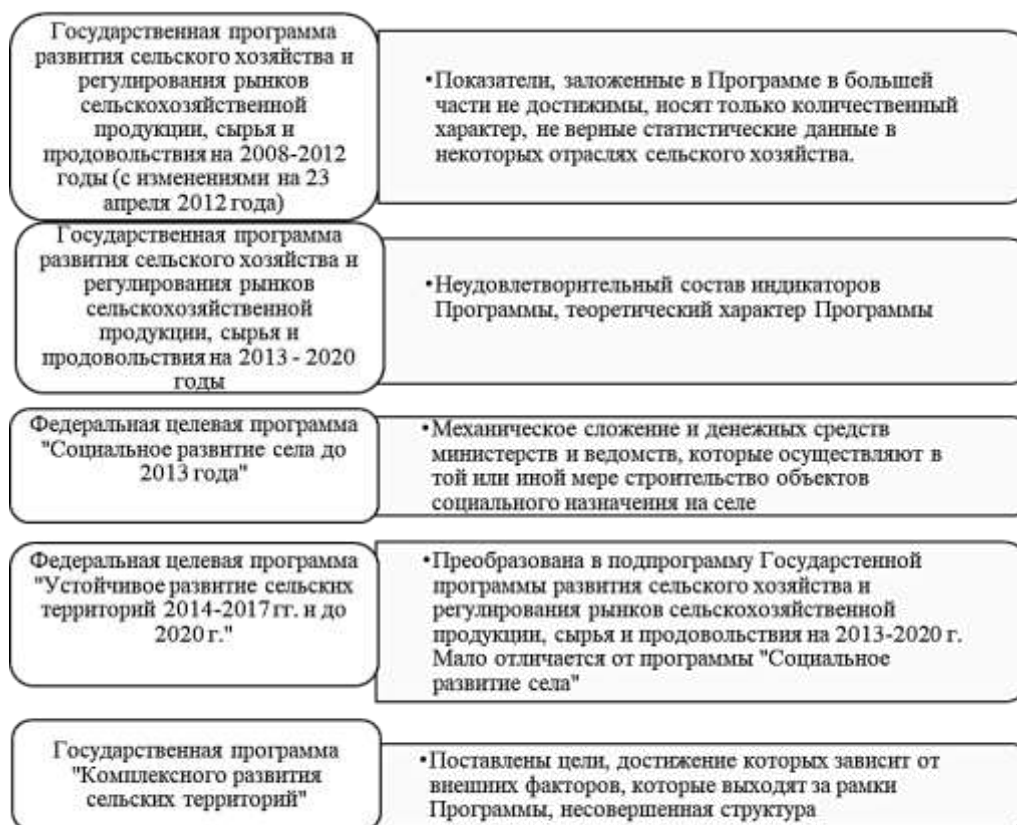 Государственная программа
развития сельского хозяйства и
регулирования рынков
сельскохозяйственной
продукции, сырья и
продовольствия на 2008-2012
годы (с изменениями на 23
апреля 2012 года)
•Показатели, заложенные в Программе в большей
части не достижимы, носят только количественный
характер, не верные статистические данные в
некоторых отраслях сельского хозяйства.
Государственная программа
развития сельского хозяйства и
регулирования рынков
сельскохозяйственной
продукции, сырья и
продовольствия на 2013 - 2020
годы
•Неудовлетворительный состав индикаторов
Программы, теоретический характер Программы
Федеральная целевая программа
"Социальное развитие села до
2013 года"
•Механическое сложение и денежных средств
министерств и ведомств, которые осуществляют в
той или иной мере строительство объектов
социального назначения на селе
Федеральная целевая программа
"Устойчивое развитие сельских
территорий 2014-2017 гг. и до
2020 г."
•Преобразована в подпрограмму Государстенной
программы развития сельского хозяйства и
регулирования рынков сельскохозяйственной
продукции, сырья и продовольствия на 2013-2020 г.
Мало отличается от программы "Социальное
развитие села"
Государственная программа
"Комплексного развития
сельских территорий"
•Поставлены цели, достижение которых зависит от
внешних факторов, которые выходят за рамки
Программы, несовершенная структура